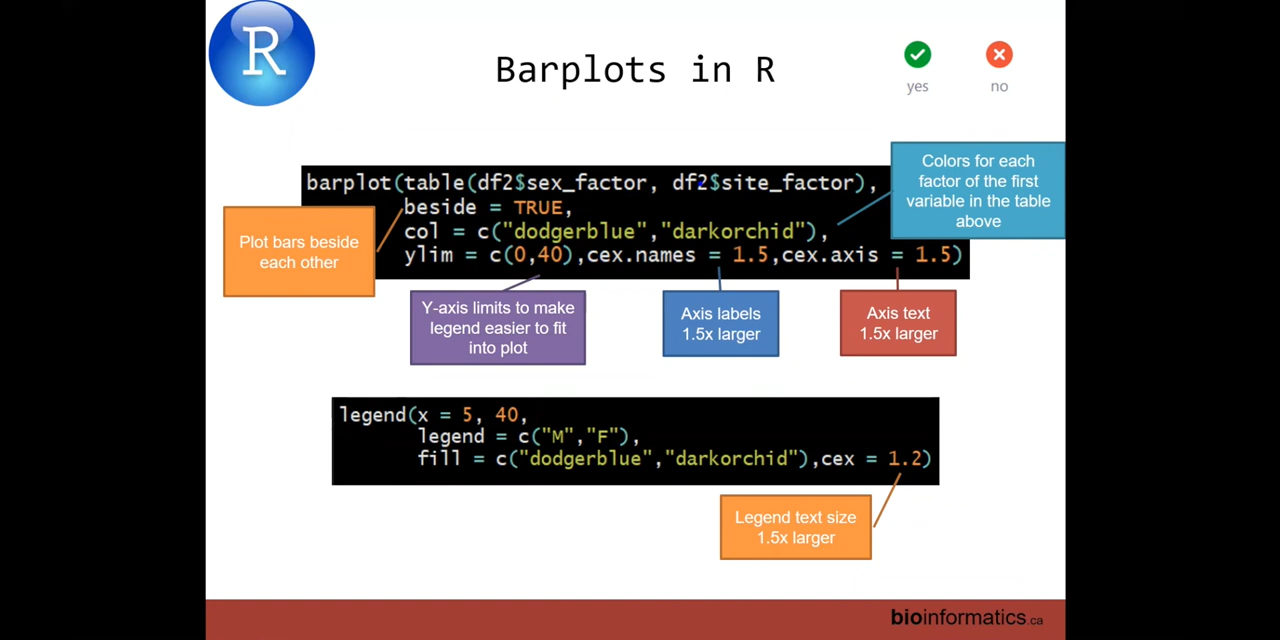 R
Barplots in R
yes
no
barplot(table(df2$sex_factor, df2$site_factor),
beside = TRUE,
col = c("dodgerblue","darkorchid"),
ylim = c(0,40),cex.names = 1.5,cex.axis = 1.5)
Colors for each
factor of the first
variable in the table
above
Plot bars beside
each other
Y-axis limits to make
legend easier to fit
into plot
Axis labels
1.5x larger
Axis text
1.5x larger
legend(x = 5, 40,
legend = c("M","F"),
fill = c("dodgerblue","darkorchid"),cex = 1.2)
Legend text size
1.5x larger
bioinformatics.ca